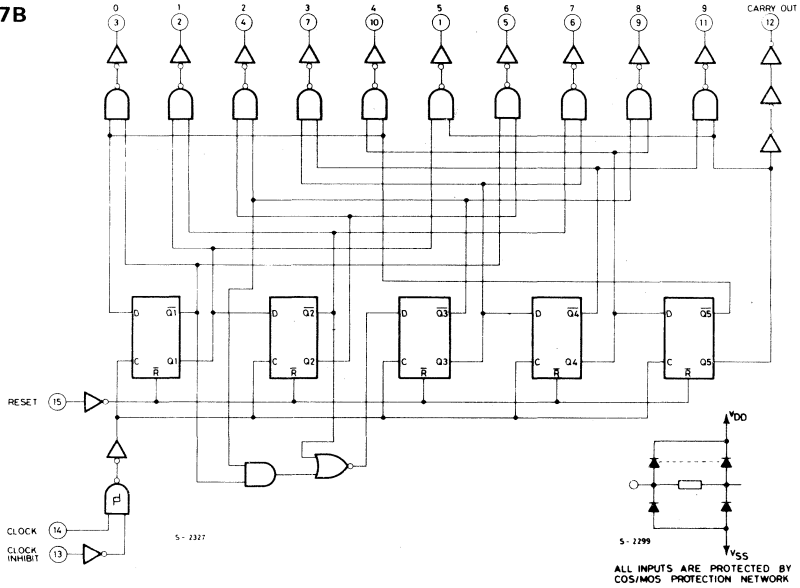 7B
0 1 2 3 4 5 6 7 8 9 CARRY OUT
3 2 4 7 10 1 5 6 9 11 12
D Q1 D Q2 D Q3 D Q4 D Q5
C Q1 C Q2 C Q3 C Q4 C Q5
R R R R R
RESET 15
VDD
CLOCK 14
S - 2327
S - 2299
CLOCK INHIBIT 13
VSS
ALL INPUTS ARE PROTECTED BY
COS/MOS PROTECTION NETWORK